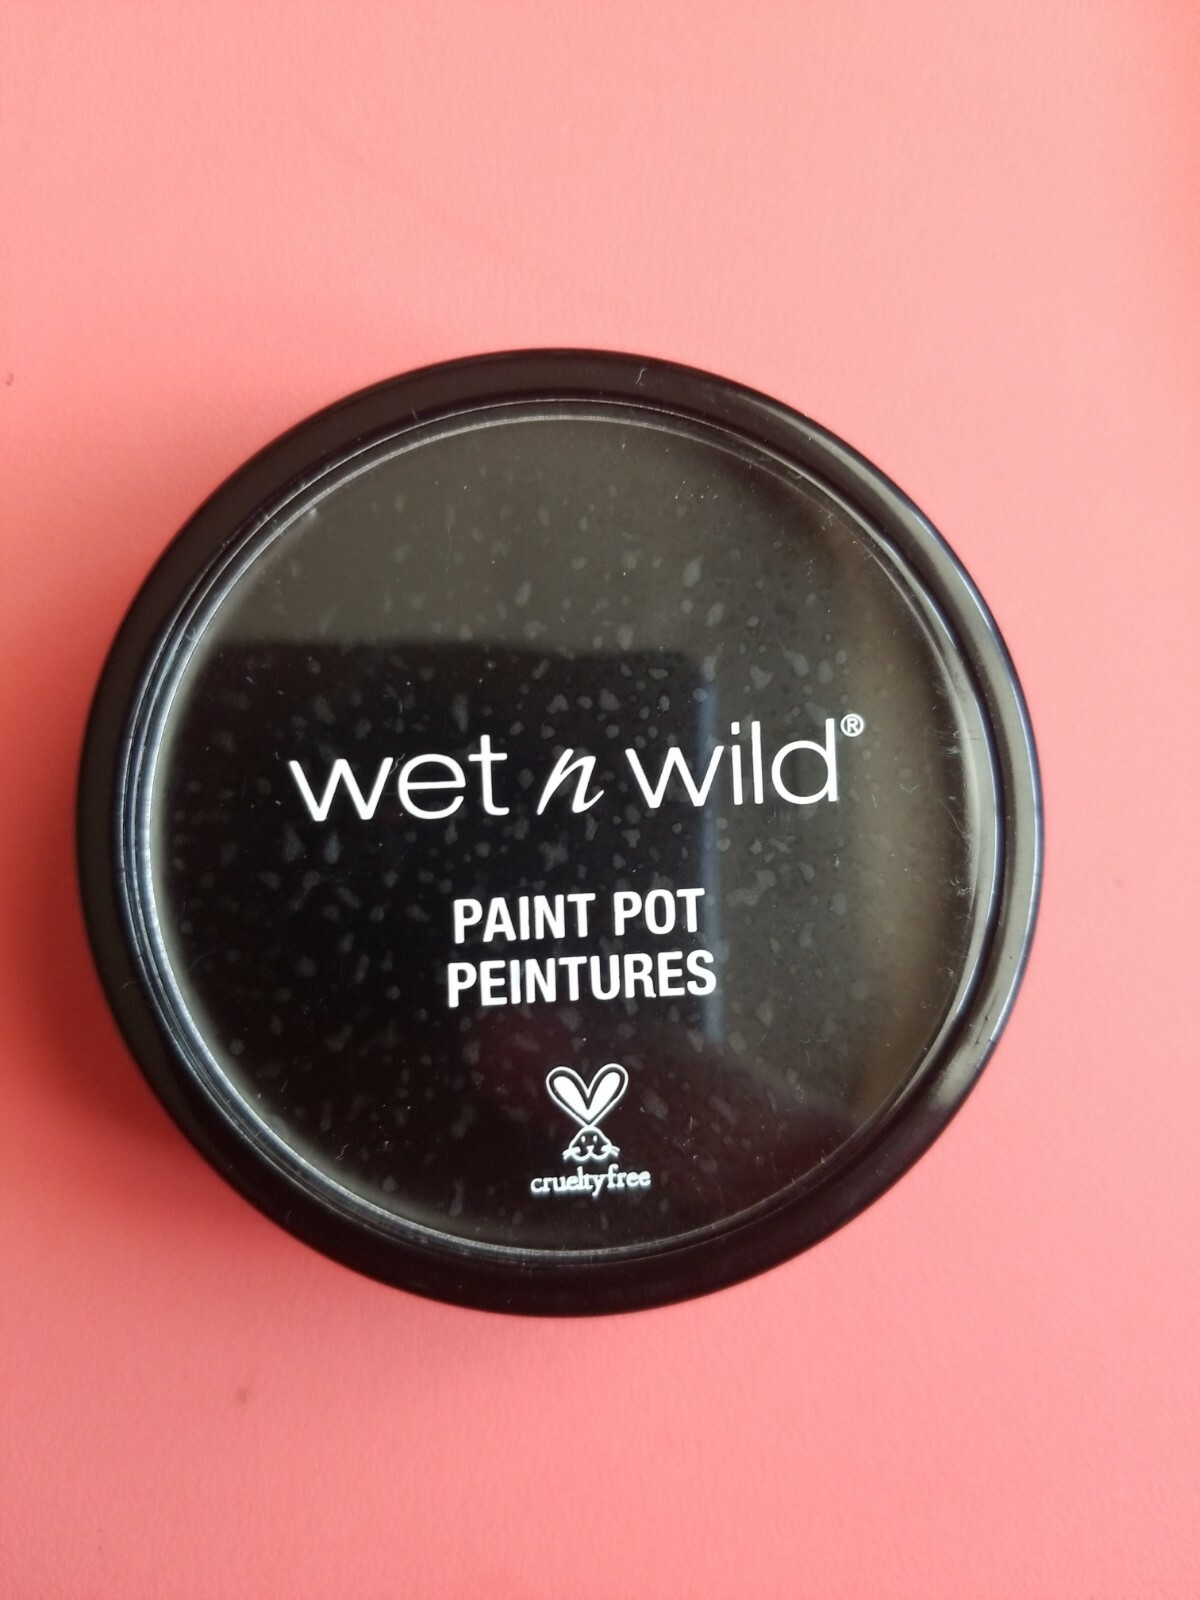 wet n wild®
PAINT POT
PEINTURES
crueltyfree